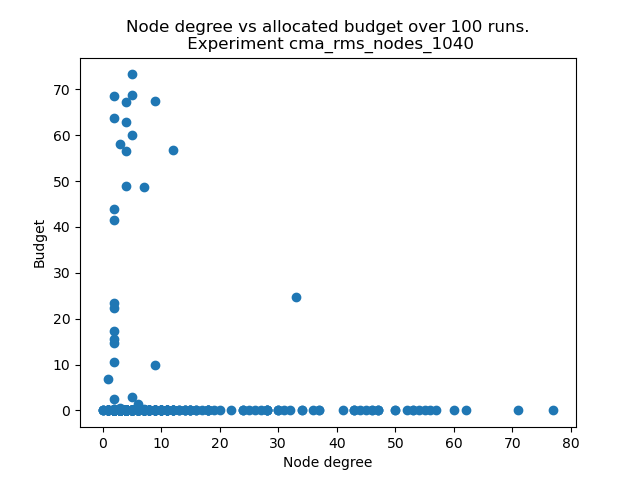 Node degree vs allocated budget over 100 runs.
Experiment cma_rms_nodes_1040
70
60
50
40
30
20
10
0
Budget
0 10 20 30 40 50 60 70 80
Node degree